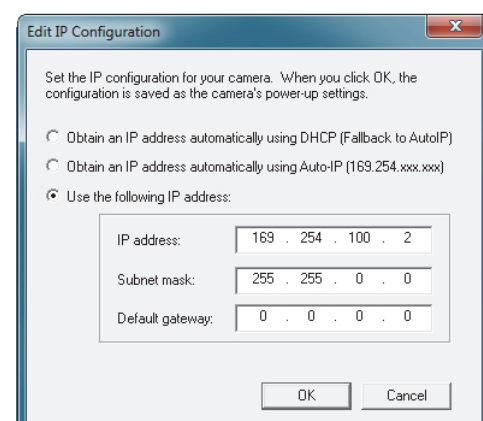 Edit IP Configuration
Set the IP configuration for your camera. When you click OK, the
configuration is saved as the camera's power-up settings.
Obtain an IP address automatically using DHCP (Fallback to AutoIP)
Obtain an IP address automatically using Auto-IP (169.254.xxx.xxx)
Use the following IP address:
IP address: 169 . 254 . 100 . 2
Subnet mask: 255 . 255 . 0 . 0
Default gateway: 0 . 0 . 0 . 0
OK Cancel